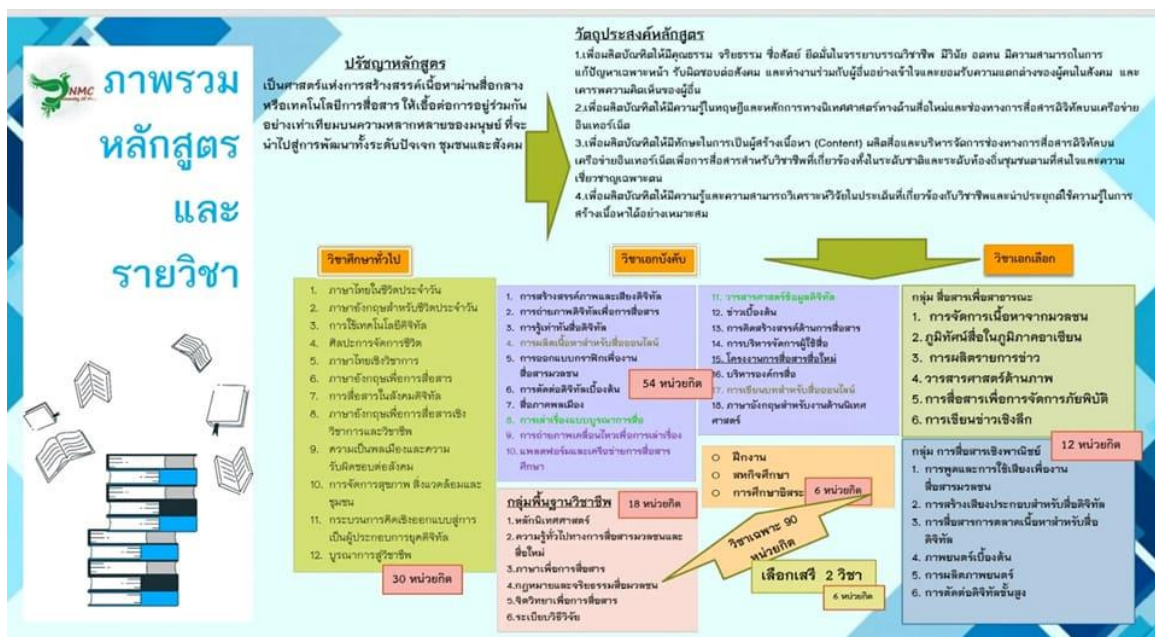 NMC
ภาพรวม
หลักสูตร
และ
รายวิชา
ปรัชญาหลักสูตร
เป็นศาสตร์แห่งการสร้างสรรค์เนื้อหาผ่านสื่อกลาง
หรือเทคโนโลยีการสื่อสาร ให้เอื้อต่อการอยู่ร่วมกัน
อย่างเท่าเทียมบนความหลากหลายของมนุษย์ ที่จะ
นำไปสู่การพัฒนาทั้งระดับปัจเจก ชุมชนและสังคม
วัตถุประสงค์หลักสูตร
1.เพื่อผลิตบัณฑิตให้มีคุณธรรม จริยธรรม ซื่อสัตย์ ยึดมั่นในจรรยาบรรณวิชาชีพ มีวินัย อดทน มีความสามารถในการ
แก้ปัญหาเฉพาะหน้า รับผิดชอบต่อสังคม และทำงานร่วมกับผู้อื่นอย่างเข้าใจและยอมรับความแตกต่างของผู้คนในสังคม และ
เคารพความคิดเห็นของผู้อื่น
2.เพื่อผลิตบัณฑิตให้มีความรู้ในทฤษฎีและหลักการทางนิเทศศาสตร์ทางด้านสื่อใหม่และช่องทางการสื่อสารดิจิทัลบนเครือข่าย
อินเทอร์เน็ต
3.เพื่อผลิตบัณฑิตให้มีทักษะในการเป็นผู้สร้างเนื้อหา (Content) ผลิตสื่อและบริหารจัดการช่องทางการสื่อสารดิจิทัลบน
เครือข่ายอินเทอร์เน็ตเพื่อการสื่อสารสำหรับวิชาชีพที่เกี่ยวข้องทั้งในระดับชาติและระดับท้องถิ่นชุมชนตามที่สนใจและความ
เชี่ยวชาญเฉพาะตน
4.เพื่อผลิตบัณฑิตให้มีความรู้และความสามารถวิเคราะห์วิจัยในประเด็นที่เกี่ยวข้องกับวิชาชีพและนำประยุกต์ใช้ความรู้ในการ
สร้างเนื้อหาได้อย่างเหมาะสม
วิชาศึกษาทั่วไป
1. ภาษาไทยในชีวิตประจำวัน
2. ภาษาอังกฤษสำหรับชีวิตประจำวัน
3. การใช้เทคโนโลยีดิจิทัล
4. ศิลปะการจัดการชีวิต
5. ภาษาไทยเชิงวิชาการ
6. ภาษาอังกฤษเพื่อการสื่อสาร
7. การสื่อสารในสังคมดิจิทัล
8. ภาษาอังกฤษเพื่อการสื่อสารเชิง
วิชาการและวิชาชีพ
9. ความเป็นพลเมืองและความ
รับผิดชอบต่อสังคม
10. การจัดการสุขภาพ สิ่งแวดล้อมและ
ชุมชน
11. กระบวนการคิดเชิงออกแบบสู่การ
เป็นผู้ประกอบการยุคดิจิทัล
12. บูรณาการสู่วิชาชีพ
30 หน่วยกิต
วิชาเอกบังคับ
1. การสร้างสรรค์ภาพและเสียงดิจิทัล
2. การถ่ายภาพดิจิทัลเพื่อการสื่อสาร
3. การรู้เท่าทันสื่อดิจิทัล
4. การผลิตเนื้อหาสำหรับสื่อออนไลน์
5. การออกแบบกราฟิกเพื่องาน
สื่อสารมวลชน
6. การตัดต่อดิจิทัลเบื้องต้น
7. สื่อภาคพลเมือง
8. การเล่าเรื่องแบบบูรณาการสื่อ
9. การถ่ายภาพเคลื่อนไหวเพื่อการเล่าเรื่อง
10. แพลตฟอร์มและเครือข่ายการสื่อสาร
ศึกษา
54 หน่วยกิต
11. วารสารศาสตร์ข้อมูลดิจิทัล
12. ข่าวเบื้องต้น
13. การคิดสร้างสรรค์ด้านการสื่อสาร
14. การบริหารจัดการผู้ใช้สื่อ
15. โครงงานการสื่อสารสื่อใหม่
16. บริหารองค์กรสื่อ
17. การเขียนบทสำหรับสื่อออนไลน์
18. ภาษาอังกฤษสำหรับงานด้านนิเทศ
ศาสตร์
กลุ่มพื้นฐานวิชาชีพ
18 หน่วยกิต
1.หลักนิเทศศาสตร์
2.ความรู้ทั่วไปทางการสื่อสารมวลชนและ
สื่อใหม่
3.ภาษาเพื่อการสื่อสาร
4.กฎหมายและจริยธรรมสื่อมวลชน
5.จิตวิทยาเพื่อการสื่อสาร
6.ระเบียบวิธีวิจัย
ฝึกงาน
สหกิจศึกษา
การศึกษาอิสระ
6 หน่วยกิต
วิชาเฉพาะ 90
หน่วยกิต
เลือกเสรี 2 วิชา
6 หน่วยกิต
วิชาเอกเลือก
กลุ่ม สื่อสารเพื่อสาธารณะ
1. การจัดการเนื้อหาจากมวลชน
2.ภูมิทัศน์สื่อในภูมิภาคอาเซียน
3. การผลิตรายการข่าว
4.วารสารศาสตร์ด้านภาพ
5.การสื่อสารเพื่อการจัดการภัยพิบัติ
6.การเขียนข่าวเชิงลึก
12 หน่วยกิต
กลุ่ม การสื่อสารเชิงพาณิชย์
1. การพูดและการใช้เสียงเพื่องาน
สื่อสารมวลชน
2. การสร้างเสียงประกอบสำหรับสื่อดิจิทัล
3. การสื่อสารการตลาดเนื้อหาสำหรับสื่อ
ดิจิทัล
4. ภาพยนตร์เบื้องต้น
5. การผลิตภาพยนตร์
6. การตัดต่อดิจิทัลขั้นสูง